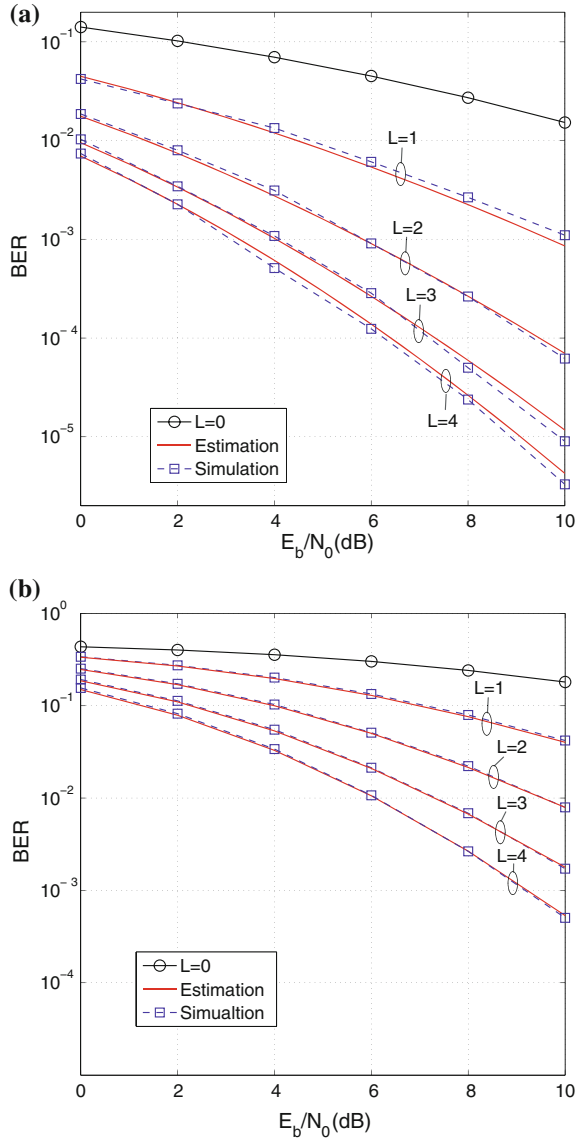 (a)
10^-1
10^-2
10^-3
10^-4
10^-5
BER
L=1
L=2
L=3
L=4
L=0
Estimation
Simulation
0 2 4 6 8 10
E_b/N_0(dB)
(b)
10^0
10^-1
10^-2
10^-3
10^-4
BER
L=1
L=2
L=3
L=4
L=0
Estimation
Simualtion
0 2 4 6 8 10
E_b/N_0(dB)